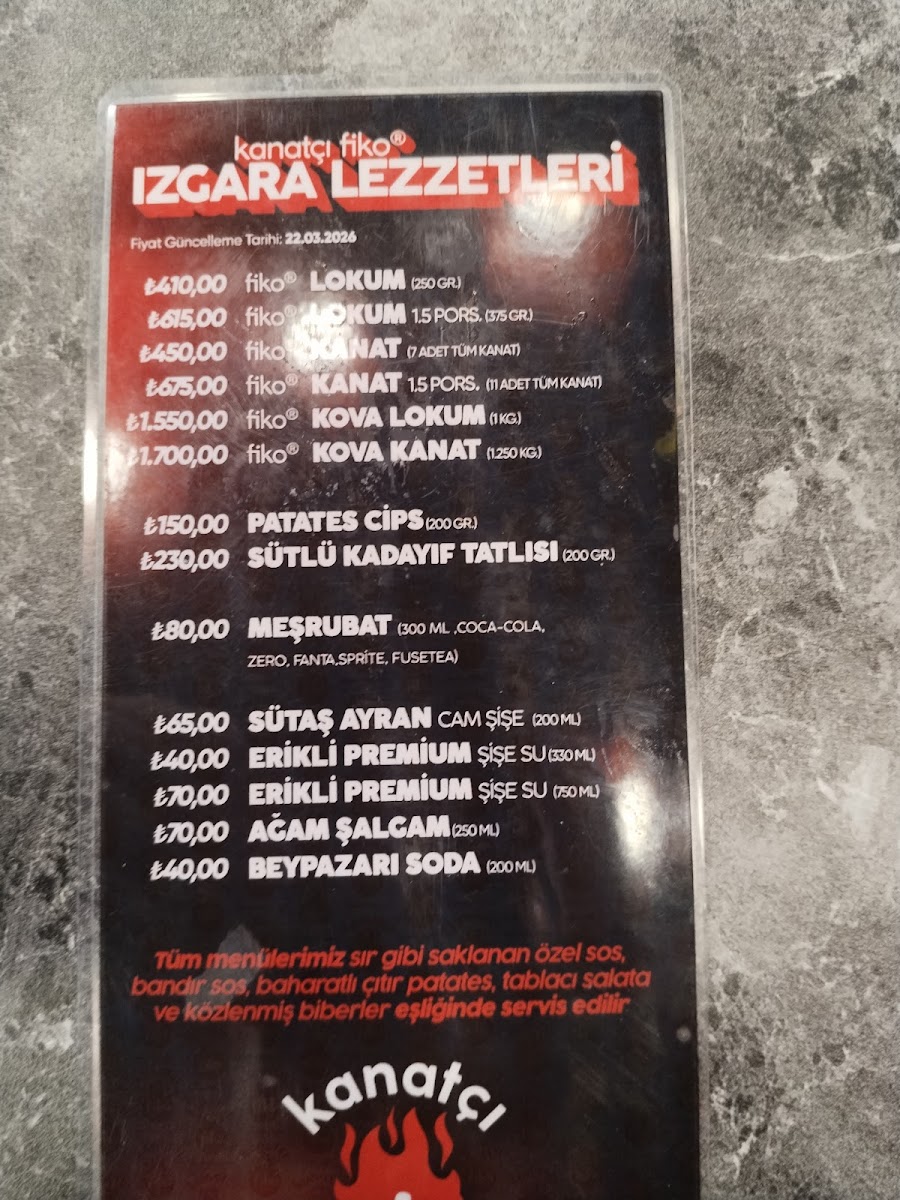 kanatçı fiko®
IZGARA LEZZETLERİ
Fiyat Güncelleme Tarihi: 22.03.2026
₺410,00 fiko® LOKUM (250 GR.)
₺615,00 fiko® LOKUM 1.5 PORS. (375 GR.)
₺450,00 fiko® KANAT (7 ADET TÜM KANAT)
₺675,00 fiko® KANAT 1.5 PORS. (11 ADET TÜM KANAT)
₺1.550,00 fiko® KOVA LOKUM (1 KG.)
₺1.700,00 fiko® KOVA KANAT (1.250 KG.)
₺150,00 PATATES CİPS (200 GR.)
₺230,00 SÜTLÜ KADAYIF TATLISI (200 GR.)
₺80,00 MEŞRUBAT (300 ML ,COCA-COLA,
ZERO, FANTA,SPRİTE, FUSETEA)
₺65,00 SÜTAŞ AYRAN CAM ŞİŞE (200 ML)
₺40,00 ERİKLİ PREMİUM ŞİŞE SU (330 ML)
₺70,00 ERİKLİ PREMİUM ŞİŞE SU (750 ML)
₺70,00 AĞAM ŞALGAM (250 ML)
₺40,00 BEYPAZARI SODA (200 ML)
Tüm menülerimiz sır gibi saklanan özel sos,
bandır sos, baharatlı çıtır patates, tablacı salata
ve közlenmiş biberler eşliğinde servis edilir
kanatçı